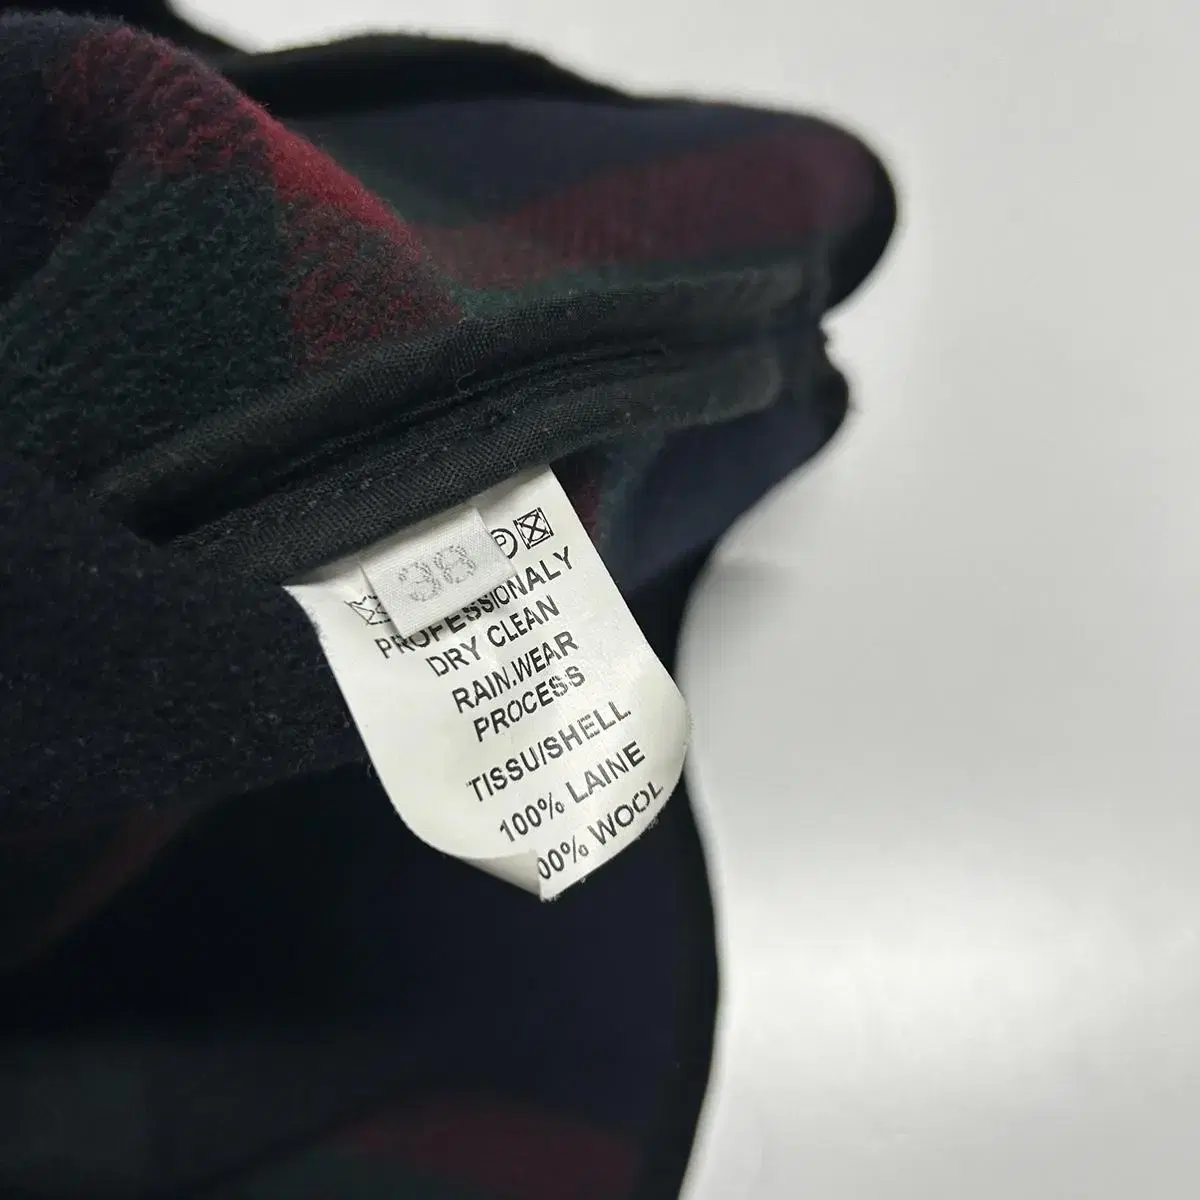 38
P
PROFESSIONALY
DRY CLEAN
RAIN.WEAR
PROCESS
TISSU/SHELL
100% LAINE
00% WOOL